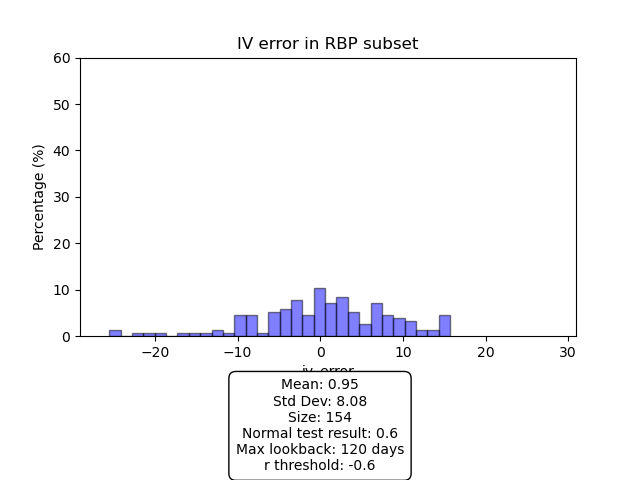 IV error in RBP subset
60
50
40
30
20
10
0
Percentage (%)
−20
−10
0
10
20
30
iv_error
Mean: 0.95
Std Dev: 8.08
Size: 154
Normal test result: 0.6
Max lookback: 120 days
r threshold: -0.6